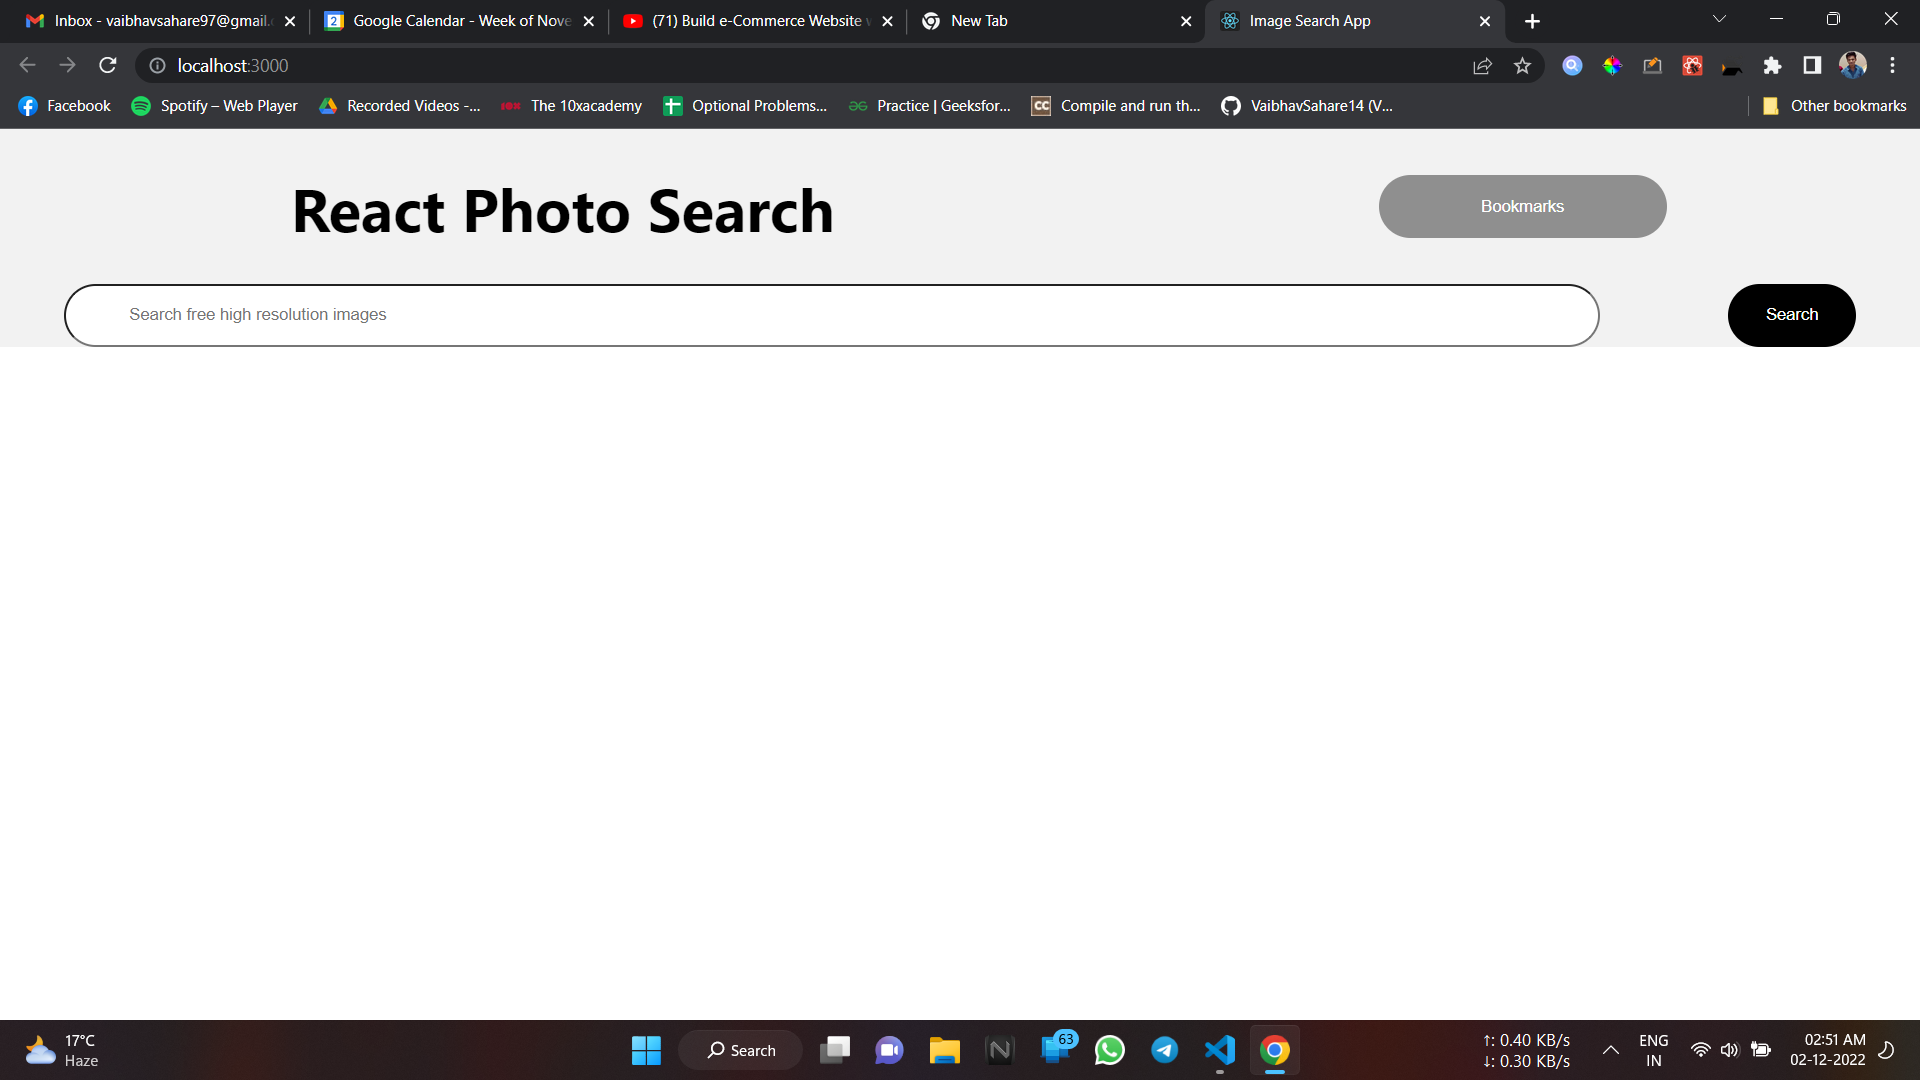 Inbox - vaibhavsahare97@gmail.
Google Calendar - Week of Nove
(71) Build e-Commerce Website
New Tab
Image Search App
localhost:3000
Facebook
Spotify – Web Player
Recorded Videos -...
The 10xacademy
Optional Problems...
Practice | Geeksfor...
CC
Compile and run th...
VaibhavSahare14 (V...
Other bookmarks
React Photo Search
Bookmarks
Search free high resolution images
Search
17°C
Haze
Search
63
↑: 0.40 KB/s
↓: 0.30 KB/s
ENG
IN
02:51 AM
02-12-2022